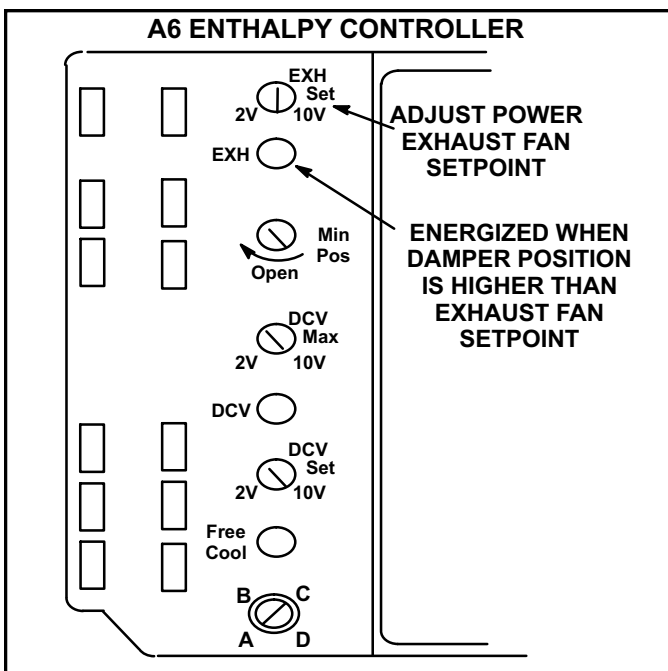 A6 ENTHALPY CONTROLLER
EXH
Set
2V 10V
ADJUST POWER
EXHAUST FAN
SETPOINT
EXH
Min
Pos
Open
ENERGIZED WHEN
DAMPER POSITION
IS HIGHER THAN
EXHAUST FAN
SETPOINT
DCV
Max
2V 10V
DCV
DCV
Set
2V 10V
Free
Cool
B C
A D